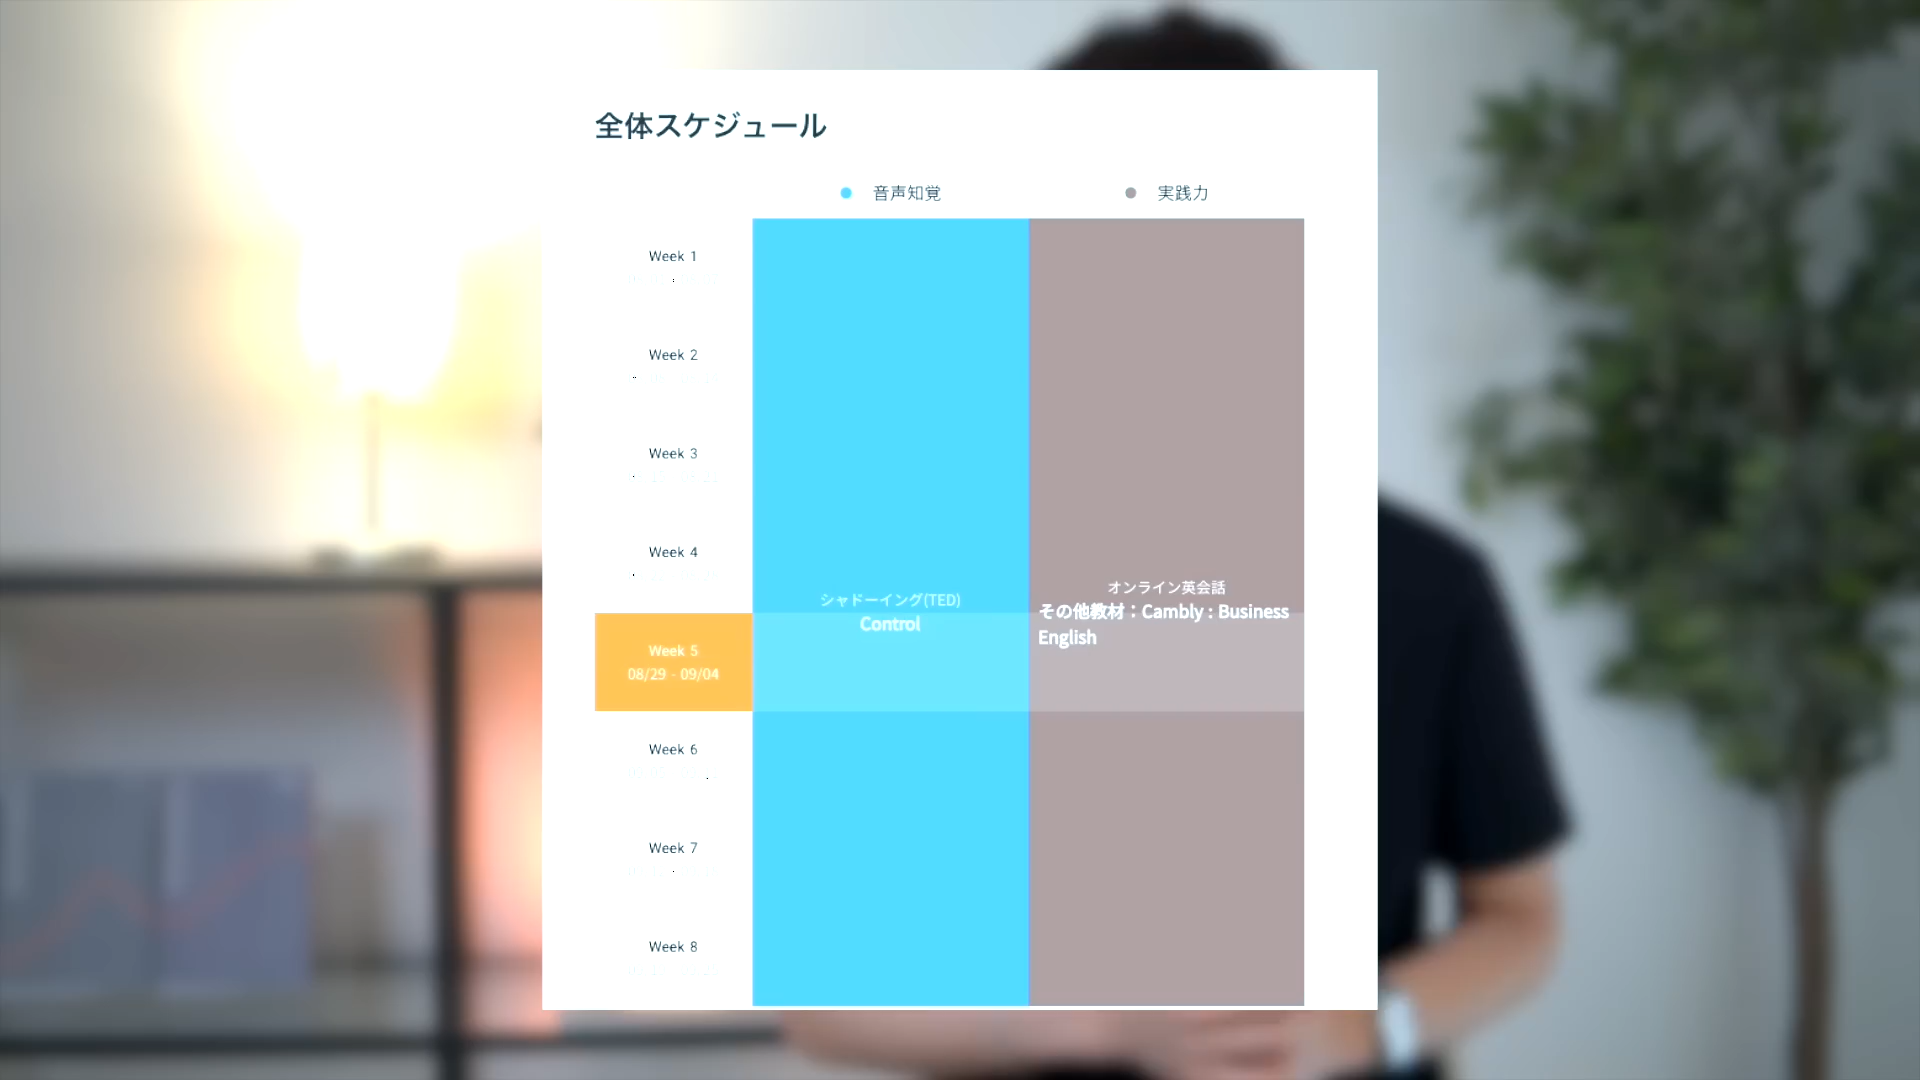 全体スケジュール
音声知覚
実践力
Week 1
Week 2
Week 3
Week 4
シャドーイング(TED)
Control
オンライン英会話
その他教材：Cambly : Business
English
Week 5
08/29 - 09/04
Week 6
Week 7
Week 8